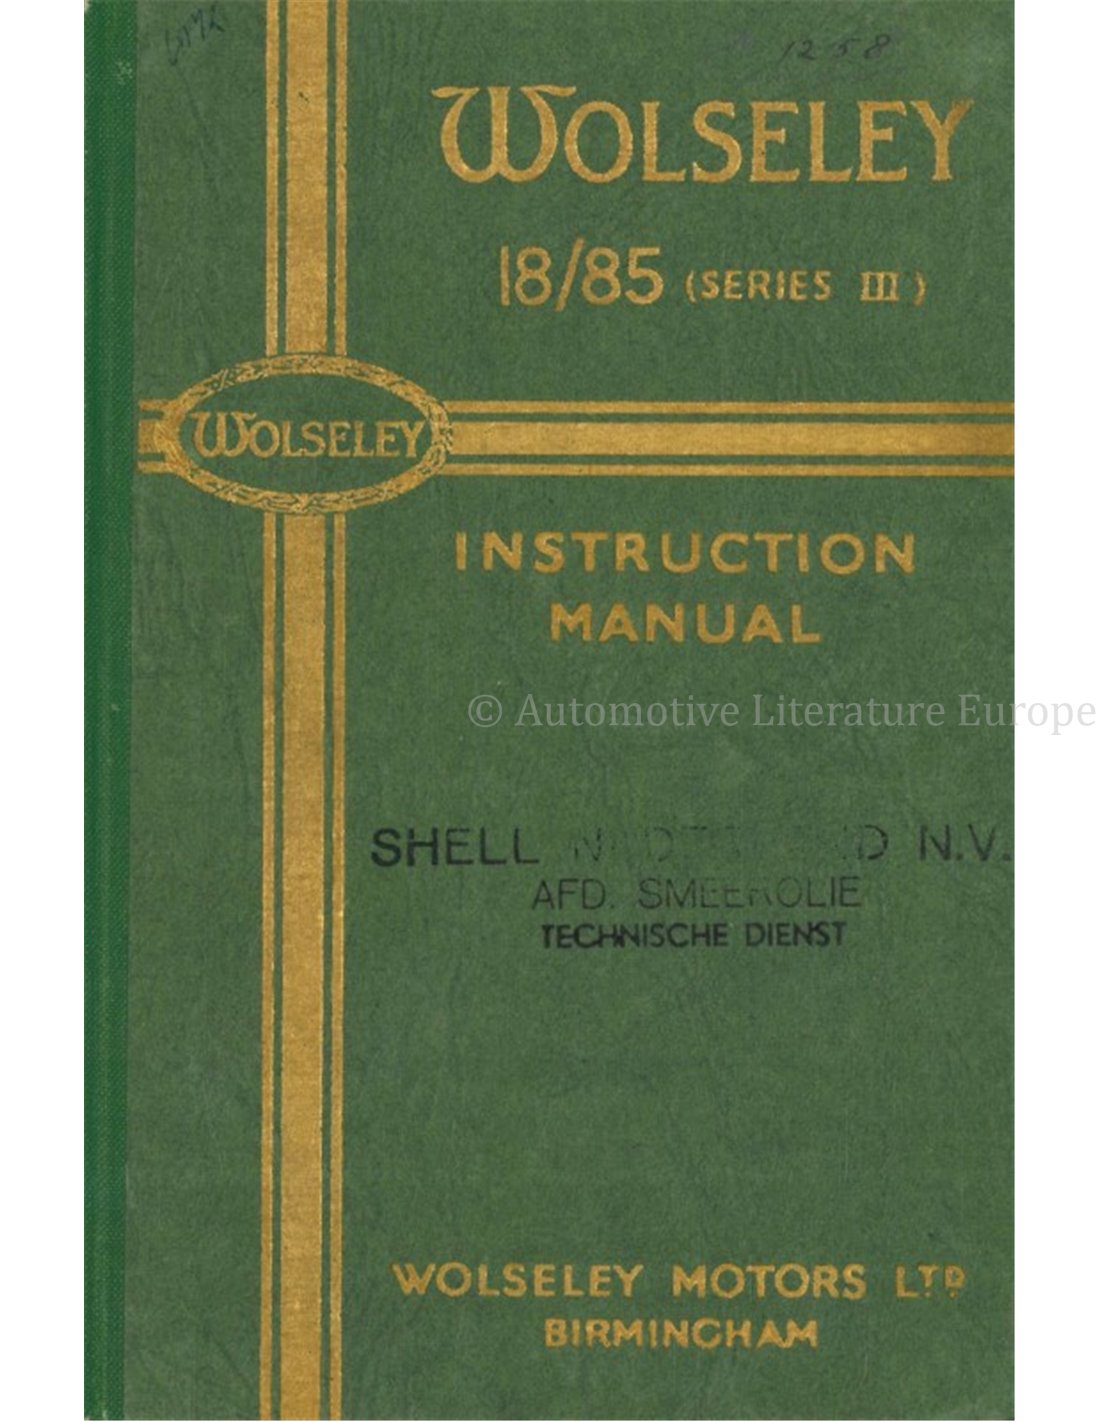 1258
WOLSELEY
18/85 (SERIES III)
WOLSELEY
INSTRUCTION
MANUAL
© Automotive Literature Europe
SHELL N.V.
AFD. SMEEROLIE
TECHNISCHE DIENST
WOLSELEY MOTORS LTD
BIRMINGHAM